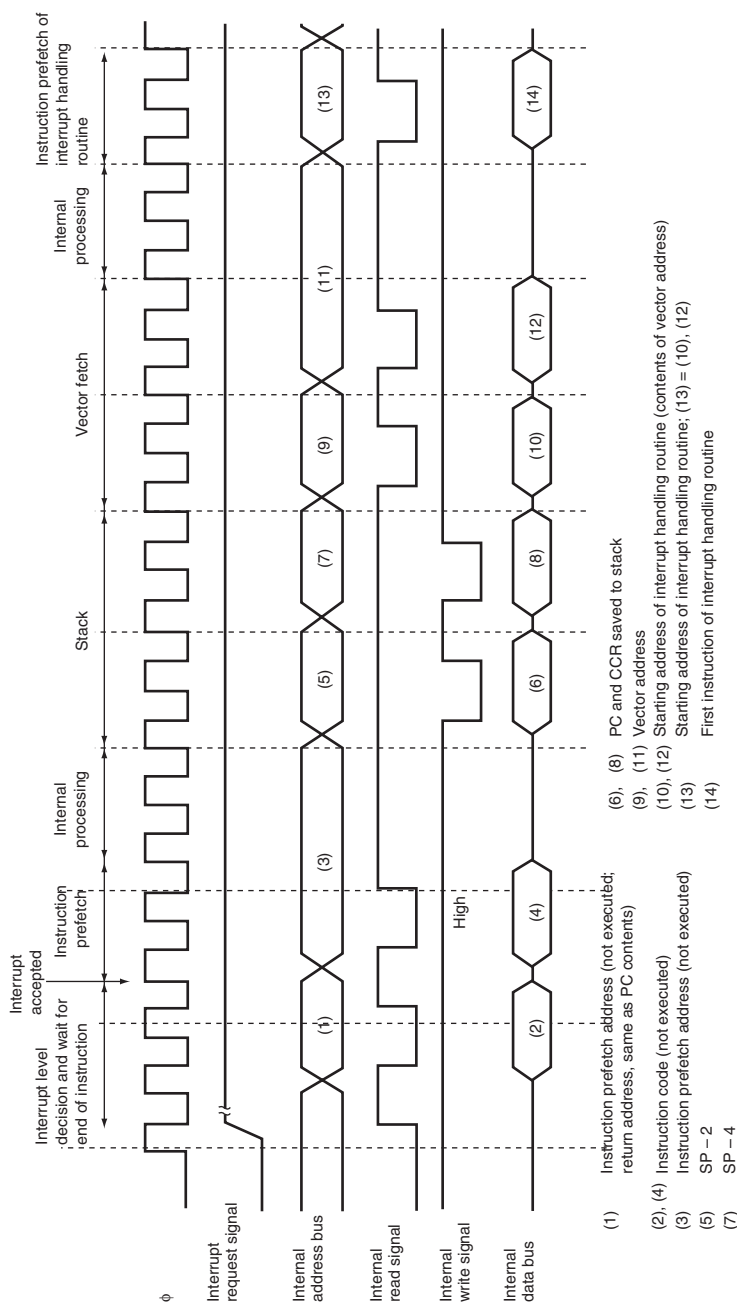 Interrupt
accepted
Interrupt level
decision and wait for
end of instruction
Instruction
prefetch
Internal
processing
Stack
Vector fetch
Internal
processing
Instruction prefetch of
interrupt handling
routine
φ
Interrupt
request signal
Internal
address bus
(1)
(3)
(5)
(7)
(9)
(11)
(13)
Internal
read signal
Internal
write signal
High
Internal
data bus
(2)
(4)
(6)
(8)
(10)
(12)
(14)
(1) Instruction prefetch address (not executed;
return address, same as PC contents)
(2), (4) Instruction code (not executed)
(3) Instruction prefetch address (not executed)
(5) SP – 2
(7) SP – 4
(6), (8) PC and CCR saved to stack
(9), (11) Vector address
(10), (12) Starting address of interrupt handling routine (contents of vector address)
(13) Starting address of interrupt handling routine; (13) = (10), (12)
(14) First instruction of interrupt handling routine